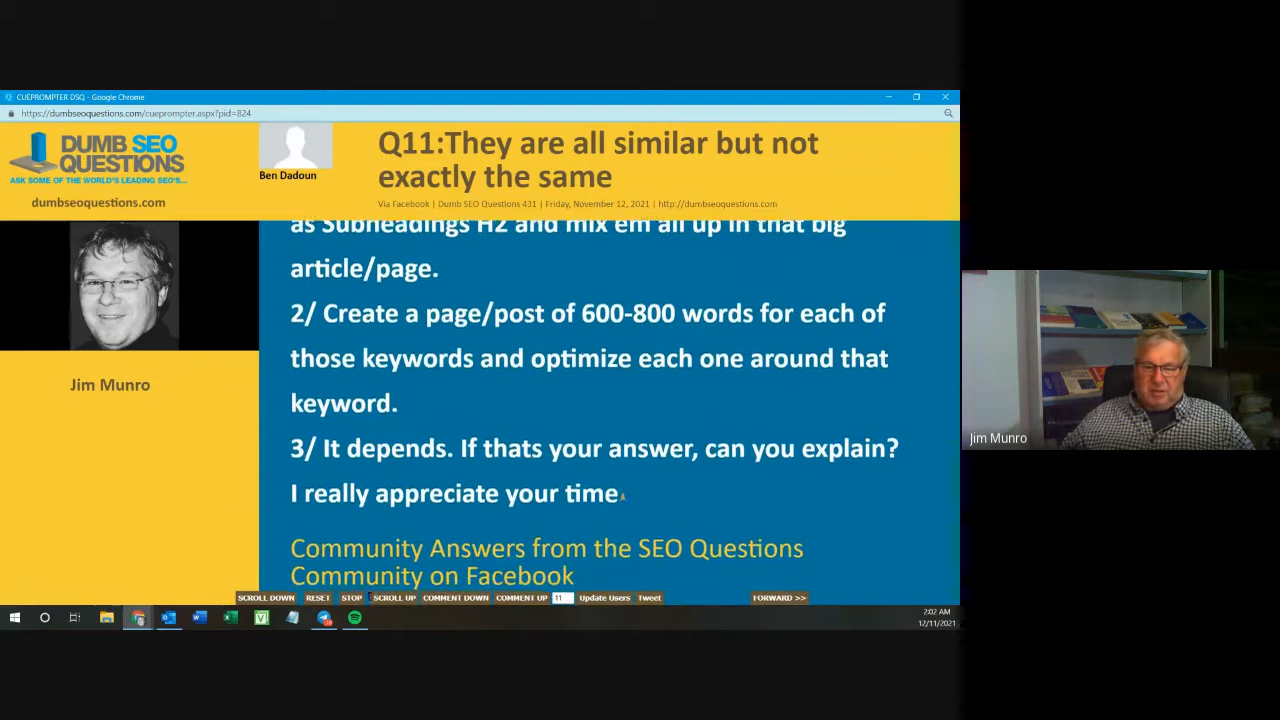 CUEPROMPTER DSQ - Google Chrome
https://dumbseoquestions.com/cueprompter.aspx?pid=824
DUMB SEO
QUESTIONS
ASK SOME OF THE WORLD'S LEADING SEO'S...
dumbseoquestions.com
Ben Dadoun
Q11:They are all similar but not
exactly the same
Via Facebook | Dumb SEO Questions 431 | Friday, November 12, 2021 | http://dumbseoquestions.com
Jim Munro
as Subheadings H2 and mix em all up in that big
article/page.
2/ Create a page/post of 600-800 words for each of
those keywords and optimize each one around that
keyword.
3/ It depends. If thats your answer, can you explain?
I really appreciate your time
Community Answers from the SEO Questions
Community on Facebook
SCROLL DOWN RESET STOP SCROLL UP COMMENT DOWN COMMENT UP 11 Update Users Tweet FORWARD >>
2:02 AM
12/11/2021
Jim Munro